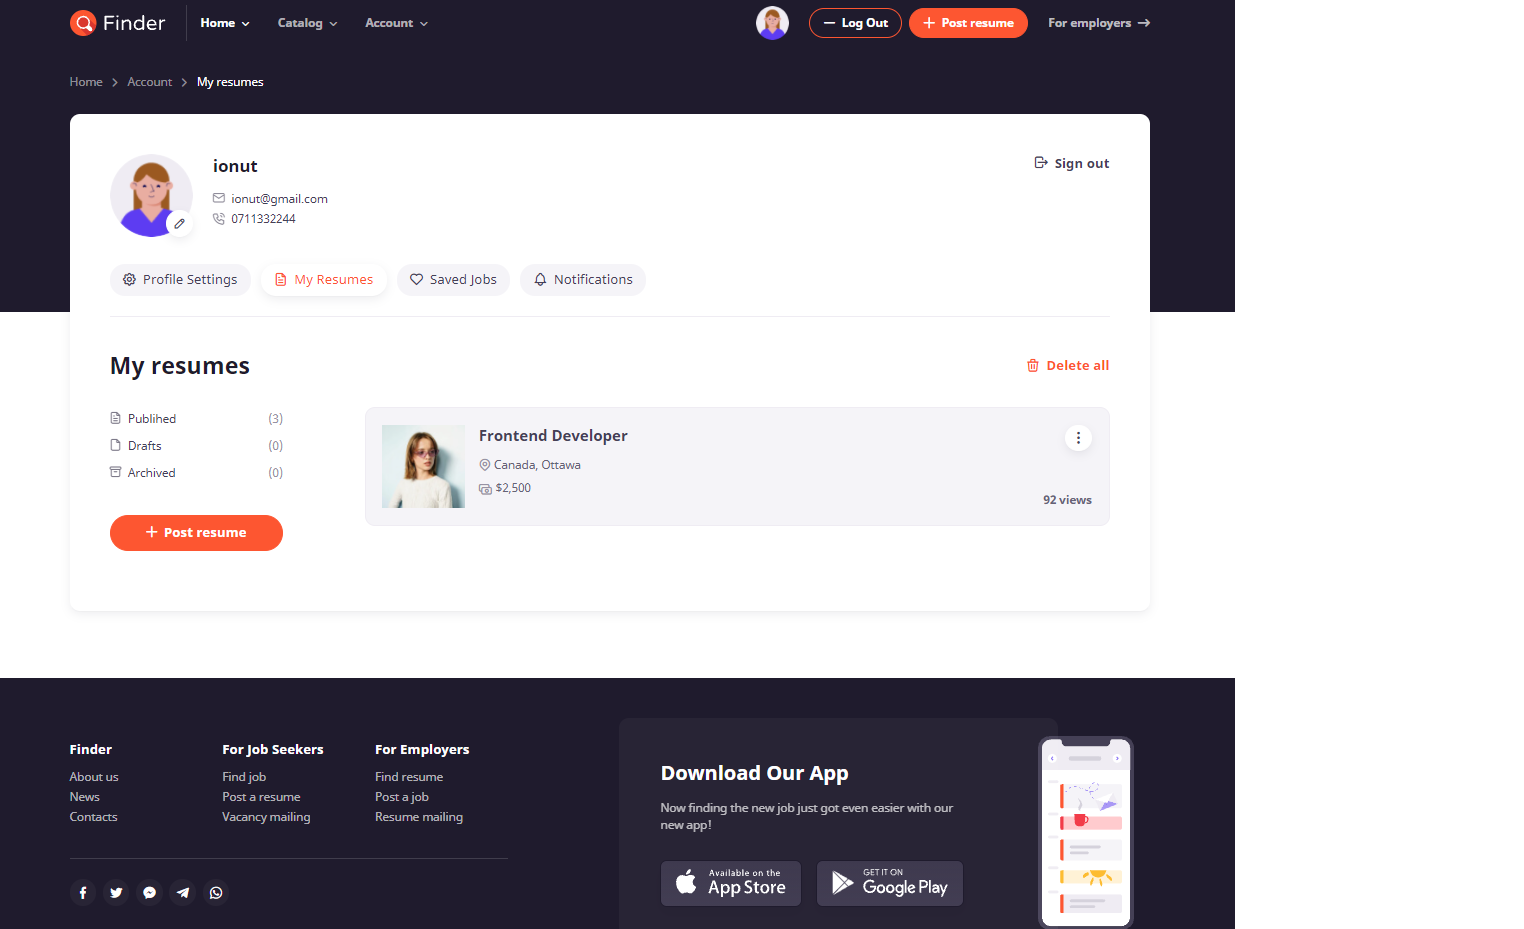 Finder
Home
Catalog
Account
Log Out
Post resume
For employers
Home
Account
My resumes
ionut
Sign out
ionut@gmail.com
0711332244
Profile Settings
My Resumes
Saved Jobs
Notifications
My resumes
Delete all
Publihed (3)
Drafts (0)
Archived (0)
Post resume
Frontend Developer
Canada, Ottawa
$2,500
92 views
Finder
About us
News
Contacts
For Job Seekers
Find job
Post a resume
Vacancy mailing
For Employers
Find resume
Post a job
Resume mailing
Download Our App
Now finding the new job just got even easier with our
new app!
Available on the
App Store
GET IT ON
Google Play